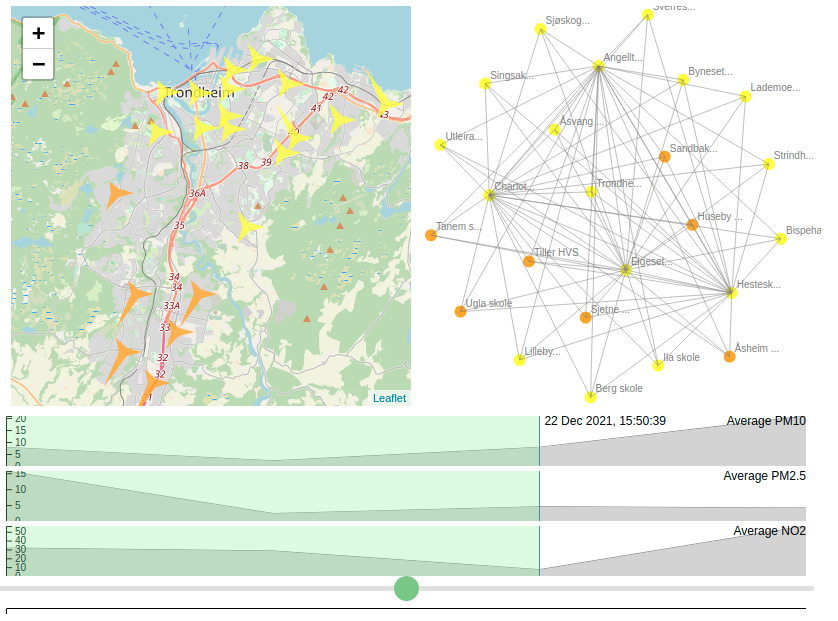 +
−
Trondheim
42
42
41
43
40
39
38
36A
35
34
34
33A
33
32
32
31
Leaflet
Sverres...
Sjøskog...
Angellt...
Singsak...
Byneset...
Lademoe...
Åsvang ...
Utleira...
Sandbak...
Strindh...
Charlot...
Trondhe...
Huseby ...
Tanem s...
Bispeha
Tiller HVS
Eigeset...
Hestesk...
Ugla skole
Sjetne ...
Lilleby...
Ila skole
Åsheim ...
Berg skole
22 Dec 2021, 15:50:39
Average PM10
20
15
10
5
0
Average PM2.5
15
10
5
0
Average NO2
50
40
30
20
10
0